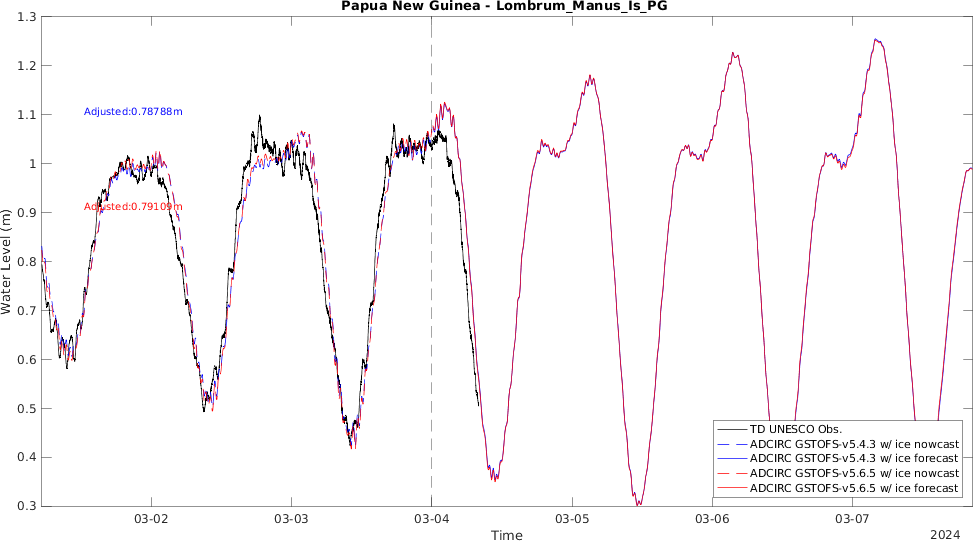 Papua New Guinea - Lombrum_Manus_Is_PG
1.3
1.2
1.1
1
0.9
0.8
0.7
0.6
0.5
0.4
0.3
Water Level (m)
Adjusted:0.78788m
Adjusted:0.79109m
TD UNESCO Obs.
ADCIRC GSTOFS-v5.4.3 w/ ice nowcast
ADCIRC GSTOFS-v5.4.3 w/ ice forecast
ADCIRC GSTOFS-v5.6.5 w/ ice nowcast
ADCIRC GSTOFS-v5.6.5 w/ ice forecast
03-02 03-03 03-04 03-05 03-06 03-07
Time
2024